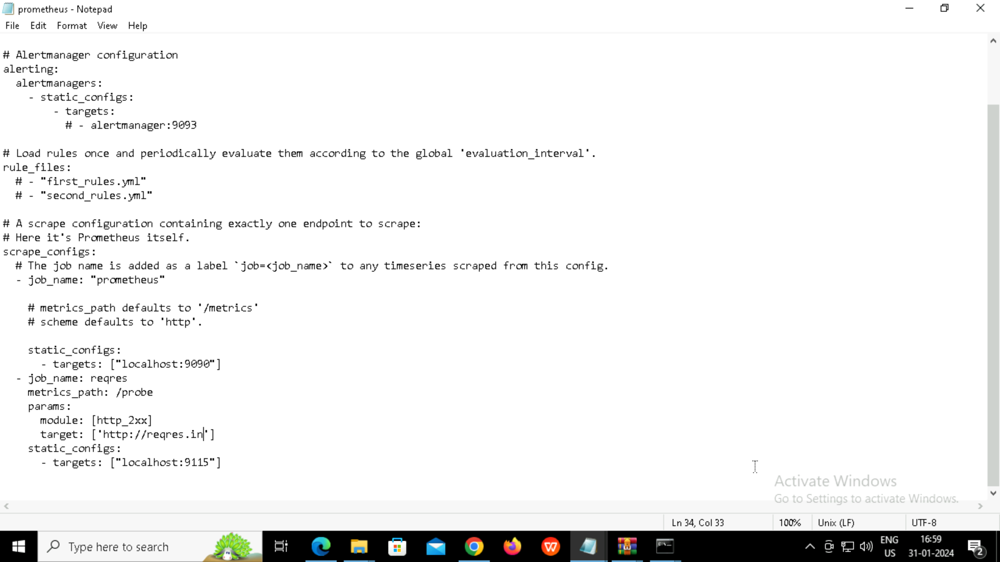 prometheus - Notepad
File Edit Format View Help
# Alertmanager configuration
alerting:
  alertmanagers:
    - static_configs:
        - targets:
          # - alertmanager:9093
# Load rules once and periodically evaluate them according to the global 'evaluation_interval'.
rule_files:
  # - "first_rules.yml"
  # - "second_rules.yml"
# A scrape configuration containing exactly one endpoint to scrape:
# Here it's Prometheus itself.
scrape_configs:
  # The job name is added as a label `job=<job_name>` to any timeseries scraped from this config.
  - job_name: "prometheus"
    # metrics_path defaults to '/metrics'
    # scheme defaults to 'http'.
    static_configs:
      - targets: ["localhost:9090"]
  - job_name: reqres
    metrics_path: /probe
    params:
      module: [http_2xx]
      target: ['http://reqres.in']
    static_configs:
      - targets: ["localhost:9115"]
Activate Windows
Go to Settings to activate Windows.
Ln 34, Col 33 100% Unix (LF) UTF-8
Type here to search
ENG 16:59
US 31-01-2024 2